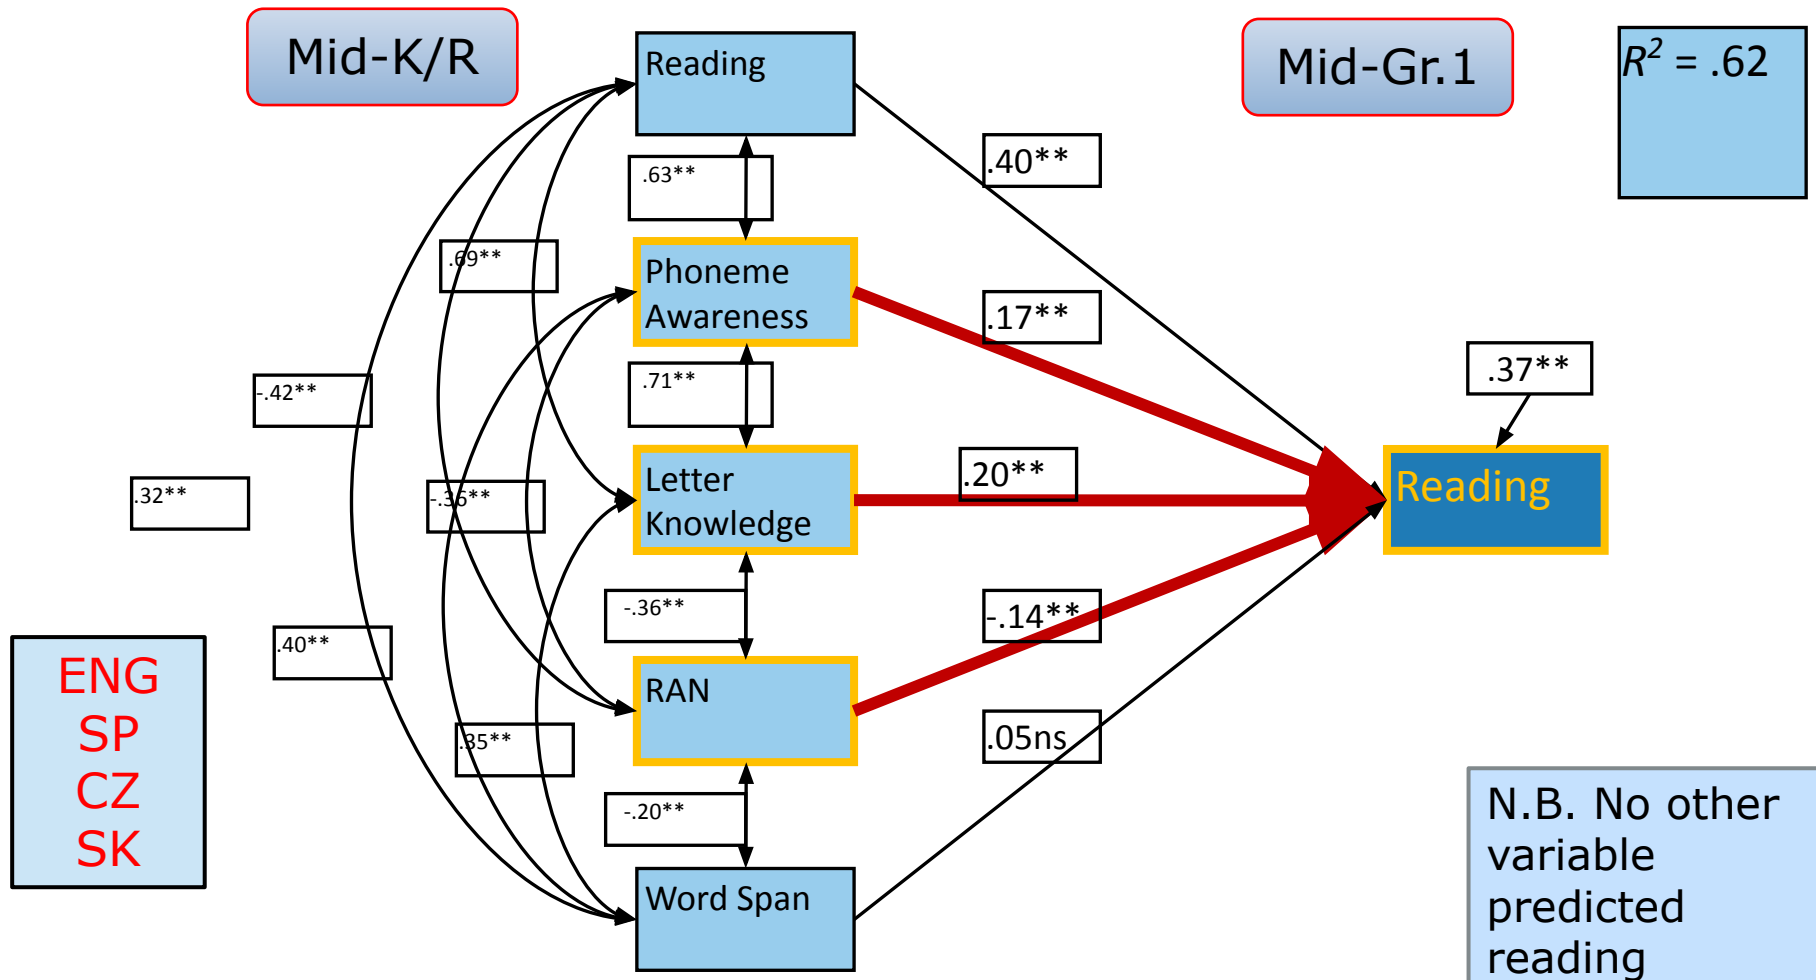 Mid-K/R
Mid-Gr.1
R² = .62
Reading
.40**
.63**
.69**
Phoneme
Awareness
.17**
.37**
-.42**
.71**
.32**
-.36**
Letter
Knowledge
.20**
Reading
-.36**
-.14**
.40**
RAN
.35**
.05ns
-.20**
Word Span
ENG
SP
CZ
SK
N.B. No other
variable
predicted
reading